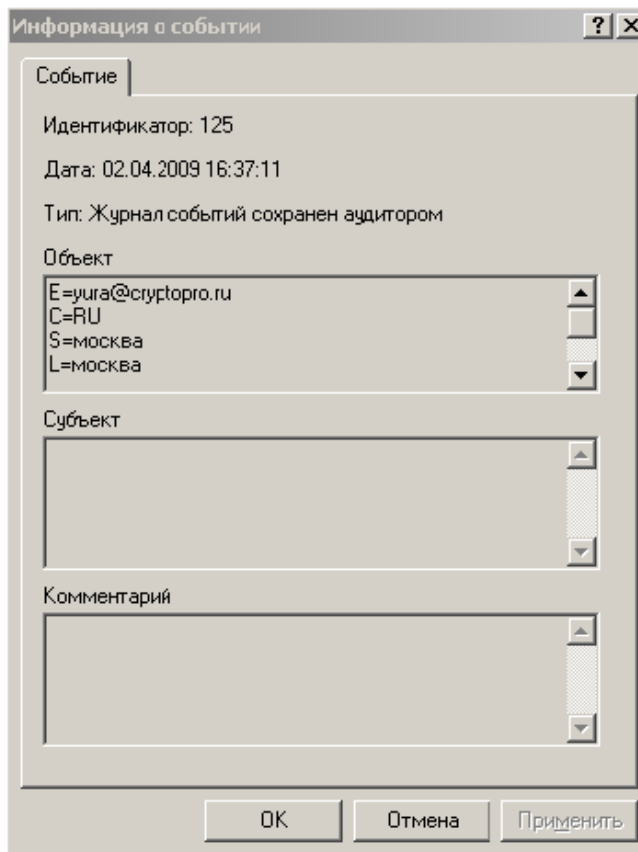 Информация о событии
Событие
Идентификатор: 125
Дата: 02.04.2009 16:37:11
Тип: Журнал событий сохранен аудитором
Объект
E=yura@cryptopro.ru
C=RU
S=москва
L=москва
Субъект
Комментарий
ОК
Отмена
Применить